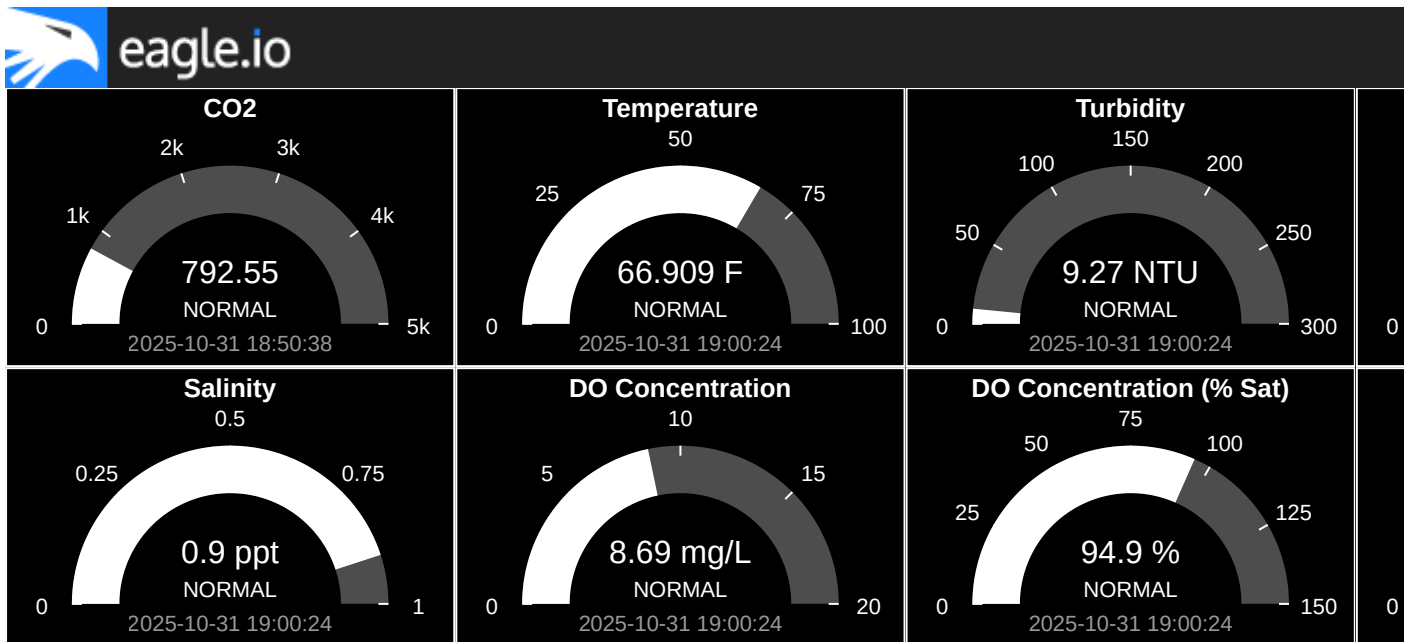 eagle.io
CO2
2k
3k
1k
4k
792.55
NORMAL
0
5k
2025-10-31 18:50:38
Temperature
50
25
75
66.909 F
NORMAL
0
100
2025-10-31 19:00:24
Turbidity
150
100
200
50
250
9.27 NTU
NORMAL
0
300
2025-10-31 19:00:24
0
Salinity
0.5
0.25
0.75
0.9 ppt
NORMAL
0
1
2025-10-31 19:00:24
DO Concentration
10
5
15
8.69 mg/L
NORMAL
0
20
2025-10-31 19:00:24
DO Concentration (% Sat)
75
50
100
25
125
94.9 %
NORMAL
0
150
2025-10-31 19:00:24
0